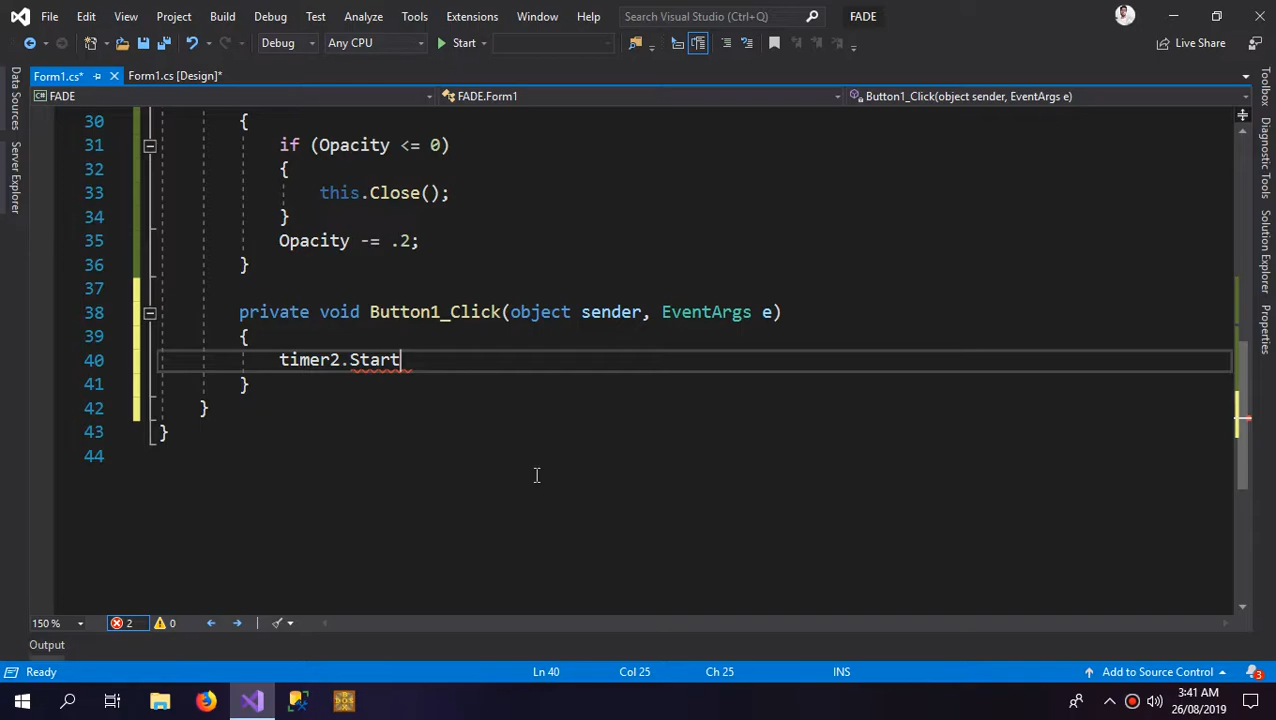 File Edit View Project Build Debug Test Analyze Tools Extensions Window Help Search Visual Studio (Ctrl+Q) FADE
Debug Any CPU Start Live Share
Form1.cs* Form1.cs [Design]*
FADE FADE.Form1 Button1_Click(object sender, EventArgs e)
Data Sources
Server Explorer
Toolbox
Diagnostic Tools
Solution Explorer
Properties
30 {
31 if (Opacity <= 0)
32 {
33 this.Close();
34 }
35 Opacity -= .2;
36 }
37
38 private void Button1_Click(object sender, EventArgs e)
39 {
40 timer2.Start
41 }
42 }
43 }
44
150 % 2 0
Output
Ready Ln 40 Col 25 Ch 25 INS Add to Source Control 3
3:41 AM
26/08/2019